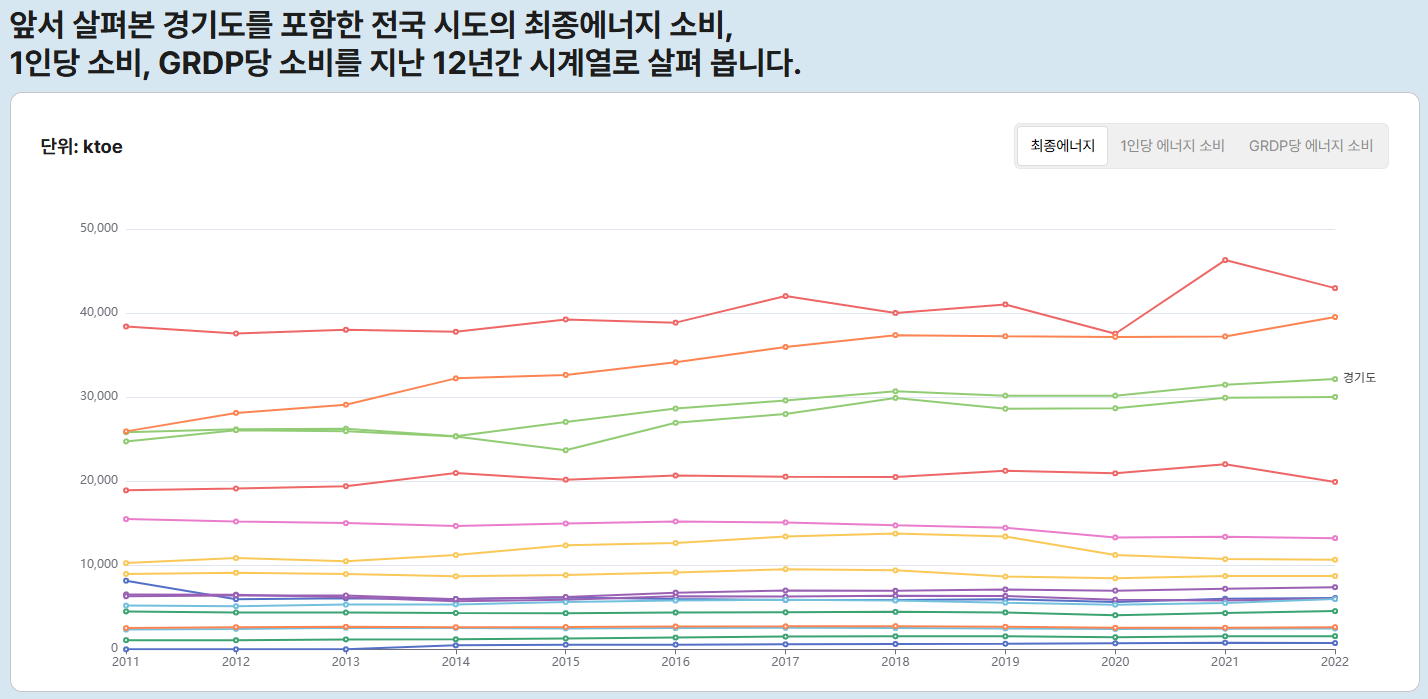 앞서 살펴본 경기도를 포함한 전국 시도의 최종에너지 소비,
1인당 소비, GRDP당 소비를 지난 12년간 시계열로 살펴 봅니다.
단위: ktoe
최종에너지 1인당 에너지 소비 GRDP당 에너지 소비
50,000
40,000
경기도
30,000
20,000
10,000
0
2011 2012 2013 2014 2015 2016 2017 2018 2019 2020 2021 2022